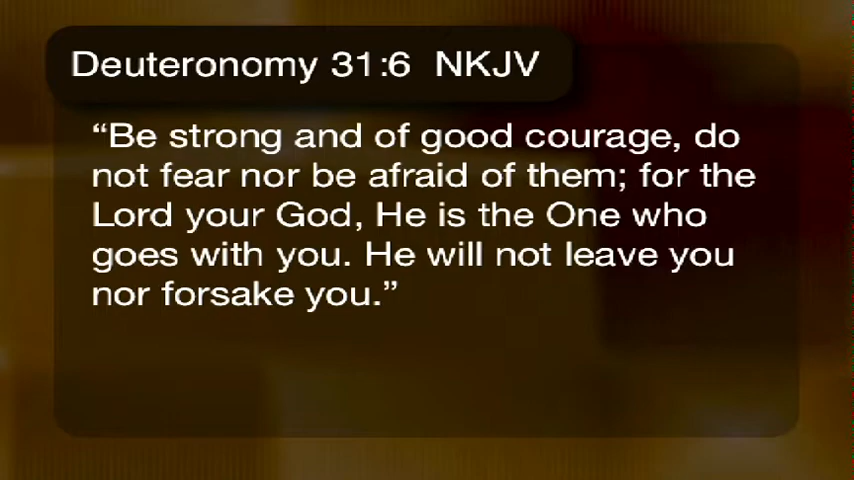 Deuteronomy 31:6 NKJV
“Be strong and of good courage, do
not fear nor be afraid of them; for the
Lord your God, He is the One who
goes with you. He will not leave you
nor forsake you.”